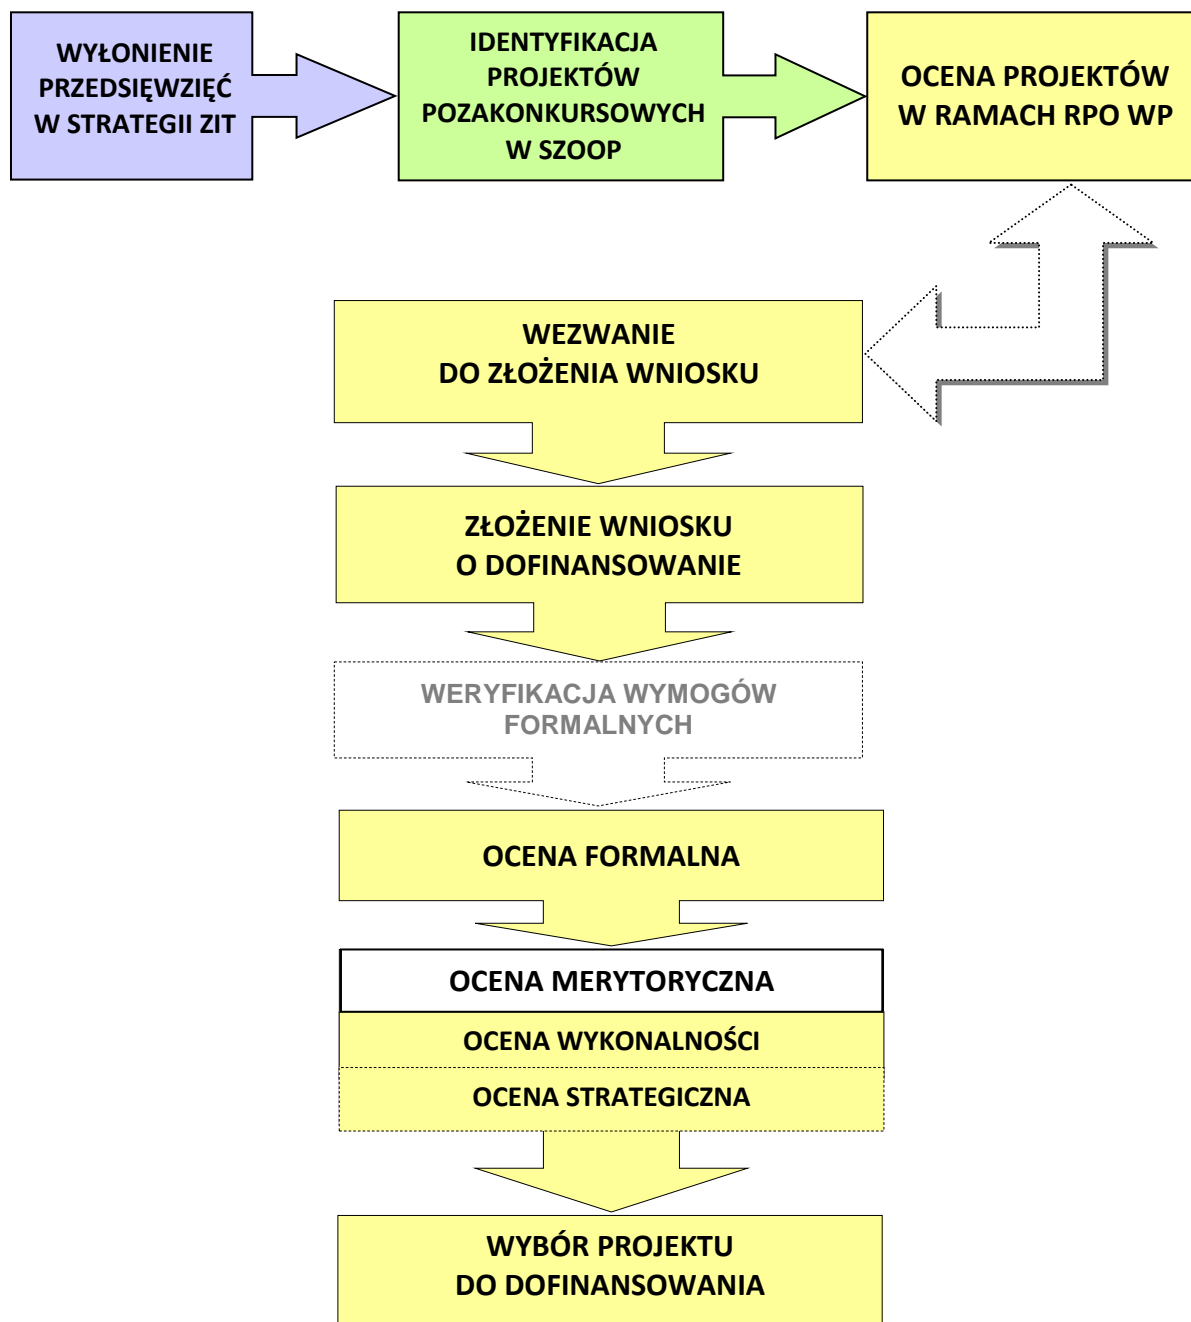 WYŁONIENIE
PRZEDSIĘWZIĘĆ
W STRATEGII ZIT
IDENTYFIKACJA
PROJEKTÓW
POZAKONKURSOWYCH
W SZOOP
OCENA PROJEKTÓW
W RAMACH RPO WP
WEZWANIE
DO ZŁOŻENIA WNIOSKU
ZŁOŻENIE WNIOSKU
O DOFINANSOWANIE
WERYFIKACJA WYMOGÓW
FORMALNYCH
OCENA FORMALNA
OCENA MERYTORYCZNA
OCENA WYKONALNOŚCI
OCENA STRATEGICZNA
WYBÓR PROJEKTU
DO DOFINANSOWANIA